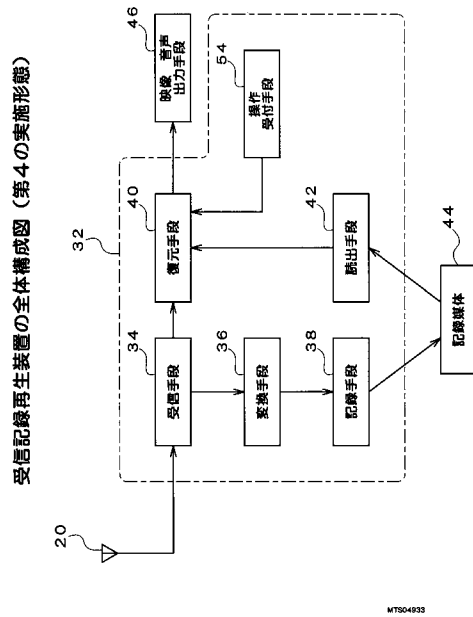 受信記録再生装置の全体構成図（第４の実施形態）
20
32
34
受信手段
40
復元手段
46
映像 音声
出力手段
54
操作
受付手段
36
変換手段
38
記録手段
42
読出手段
44
記録媒体
MTS04933